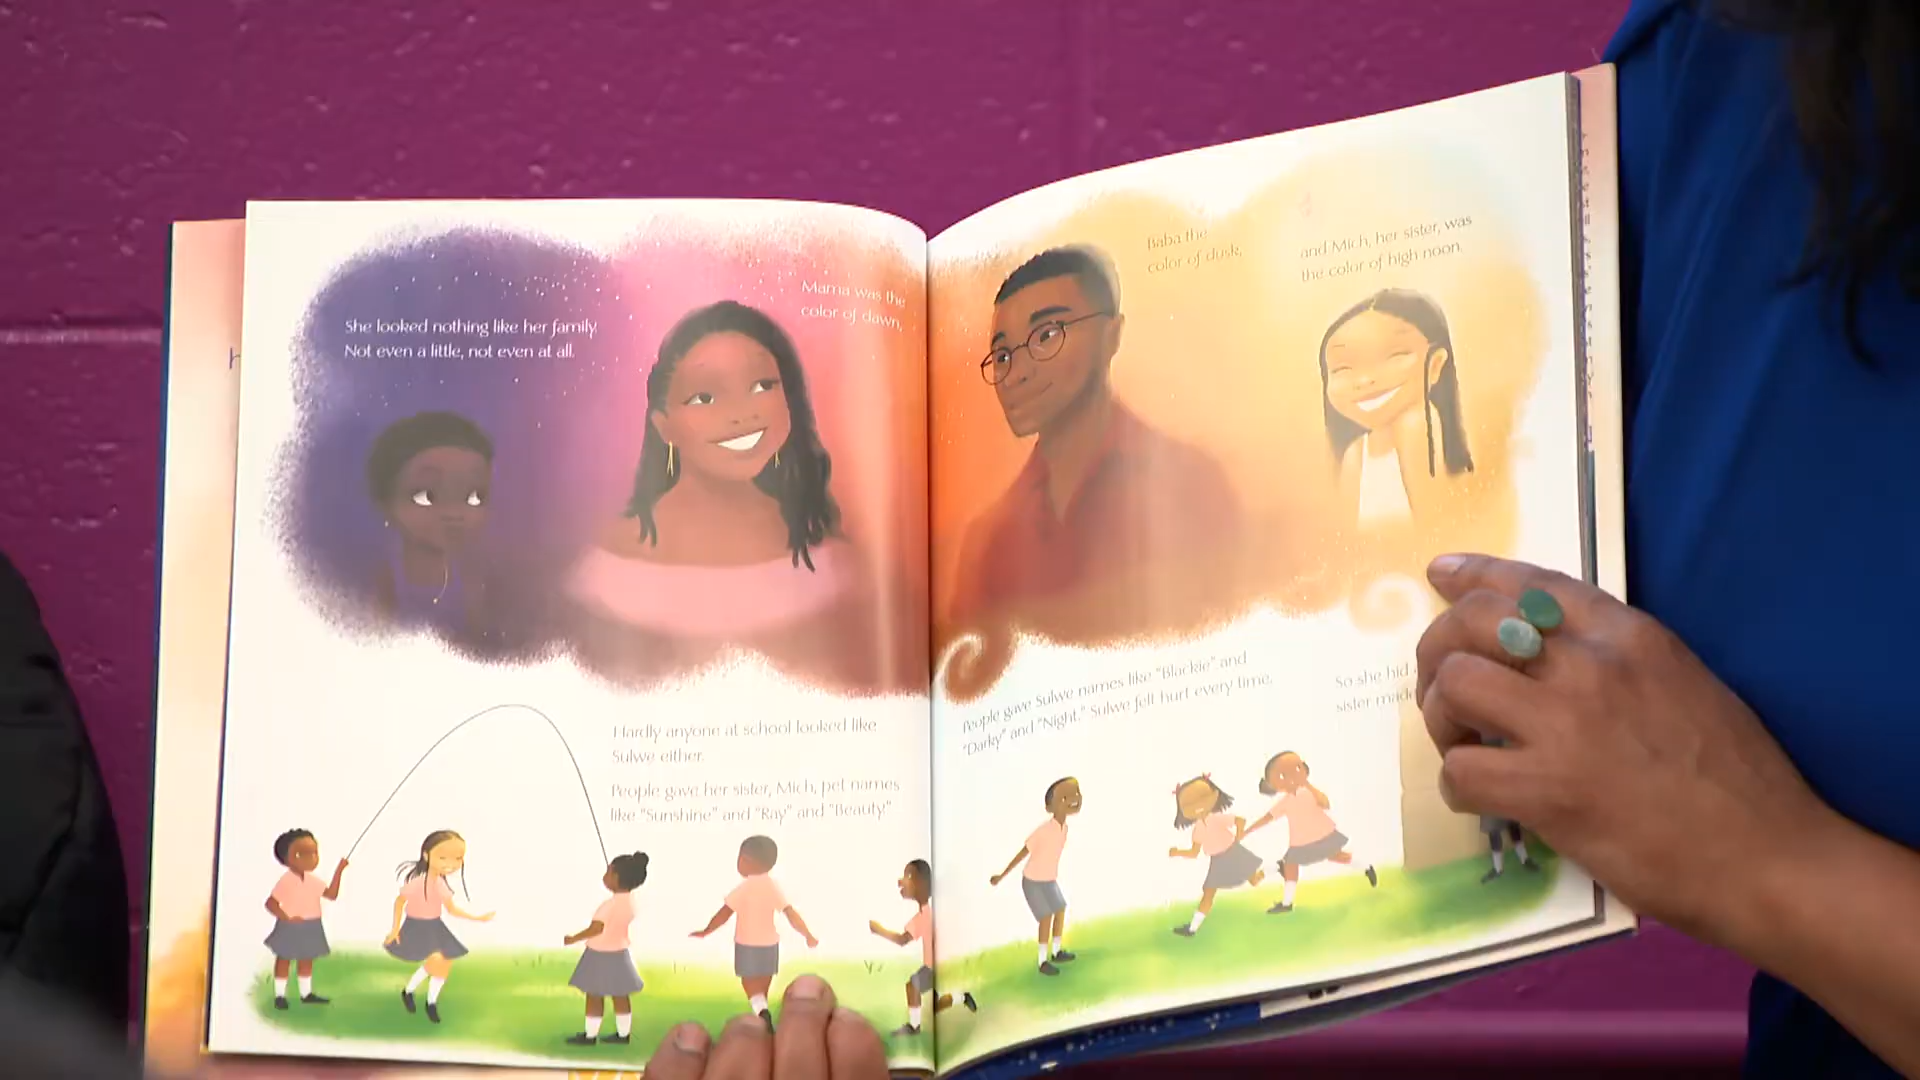 She looked nothing like her family.
Not even a little, not even at all.
Mama was the
color of dawn,
Baba the
color of dusk,
and Mich, her sister, was
the color of high noon.
Hardly anyone at school looked like
Sulwe either.
People gave her sister, Mich, pet names
like "Sunshine" and "Ray" and "Beauty."
People gave Sulwe names like "Blackie" and
"Darky" and "Night." Sulwe felt hurt every time.
So she hid
sister made